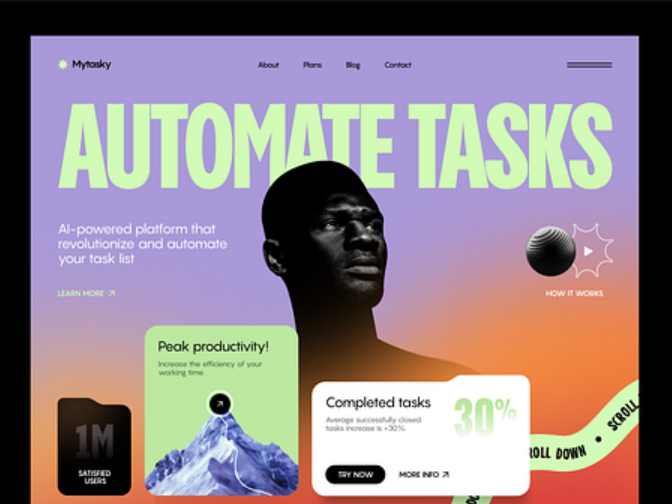 Mytasky
About
Plans
Blog
Contact
AUTOMATE TASKS
AI-powered platform that
revolutionize and automate
your task list
LEARN MORE
HOW IT WORKS
Peak productivity!
Increase the efficiency of your
working time.
1M
SATISFIED
USERS
Completed tasks
Average successfully closed
tasks increase is +30%.
30%
TRY NOW
MORE INFO
ROLL DOWN • SCROLL